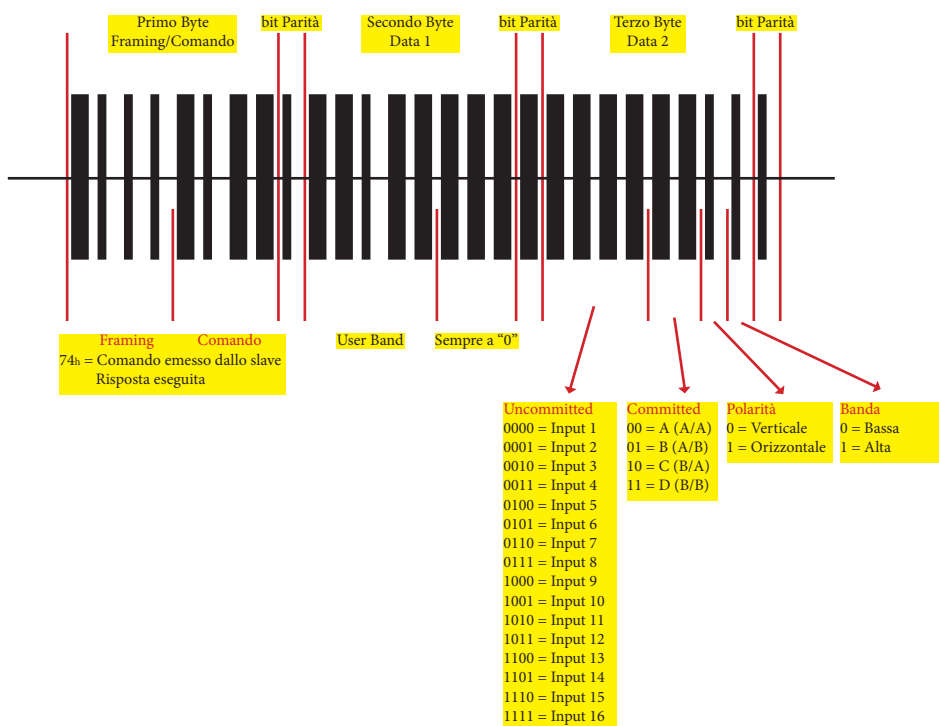 Primo Byte
Framing/Comando
bit Parità
Secondo Byte
Data 1
bit Parità
Terzo Byte
Data 2
bit Parità
Framing Comando
74h = Comando emesso dallo slave
Risposta eseguita
User Band
Sempre a “0”
Uncommitted
0000 = Input 1
0001 = Input 2
0010 = Input 3
0011 = Input 4
0100 = Input 5
0101 = Input 6
0110 = Input 7
0111 = Input 8
1000 = Input 9
1001 = Input 10
1010 = Input 11
1011 = Input 12
1100 = Input 13
1101 = Input 14
1110 = Input 15
1111 = Input 16
Committed
00 = A (A/A)
01 = B (A/B)
10 = C (B/A)
11 = D (B/B)
Polarità
0 = Verticale
1 = Orizzontale
Banda
0 = Bassa
1 = Alta